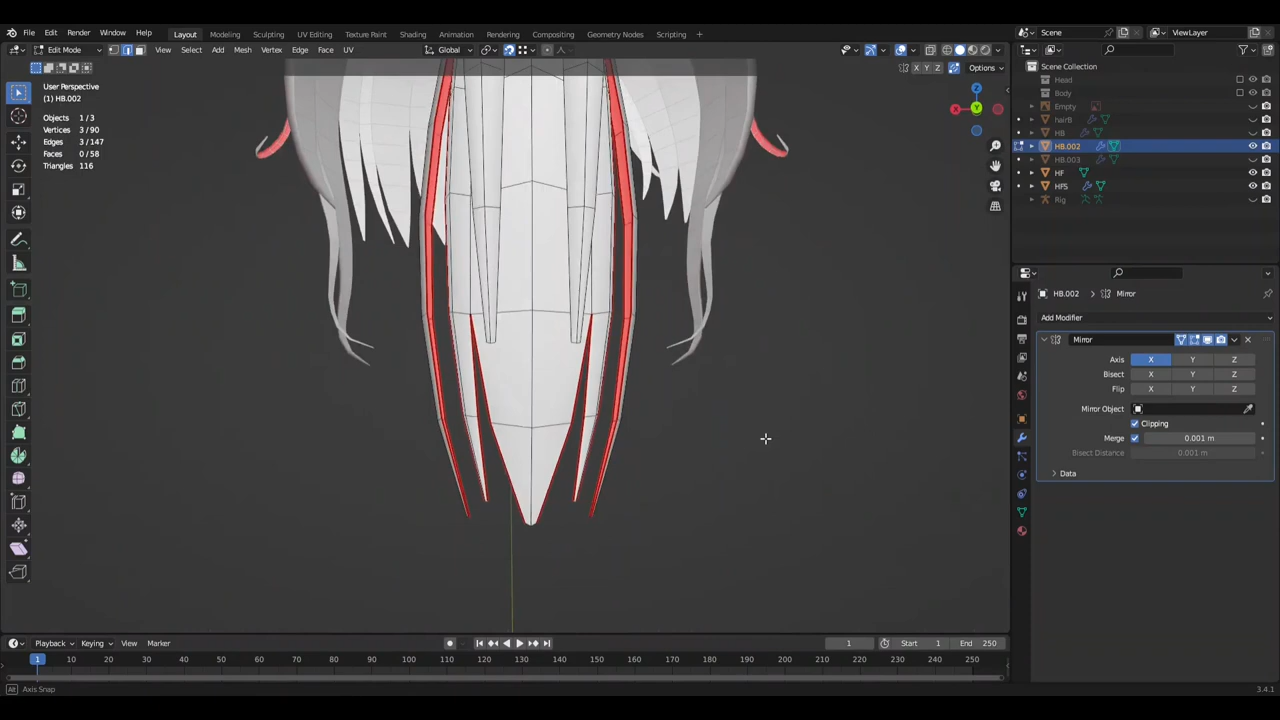 File Edit Render Window Help Layout Modeling Sculpting UV Editing Texture Paint Shading Animation Rendering Compositing Geometry Nodes Scripting Scene ViewLayer
Edit Mode View Select Add Mesh Vertex Edge Face UV Global
X Y Z Options
User Perspective
(1) HB.002
Objects 1/3
Vertices 3/90
Edges 3/147
Faces 0/58
Triangles 116
Z
X Y
Scene Collection
Head
Body
Empty
hairB
HB
HB.002
HB.003
HF
HFS
Rig
HB.002 > Mirror
Add Modifier
Mirror
Axis X Y Z
Bisect X Y Z
Flip X Y Z
Mirror Object
Clipping
Merge 0.001 m
Bisect Distance 0.001 m
Data
Playback Keying View Marker 1 Start 1 End 250
1 10 20 30 40 50 60 70 80 90 100 110 120 130 140 150 160 170 180 190 200 210 220 230 240 250
Alt Axis Snap 3.4.1